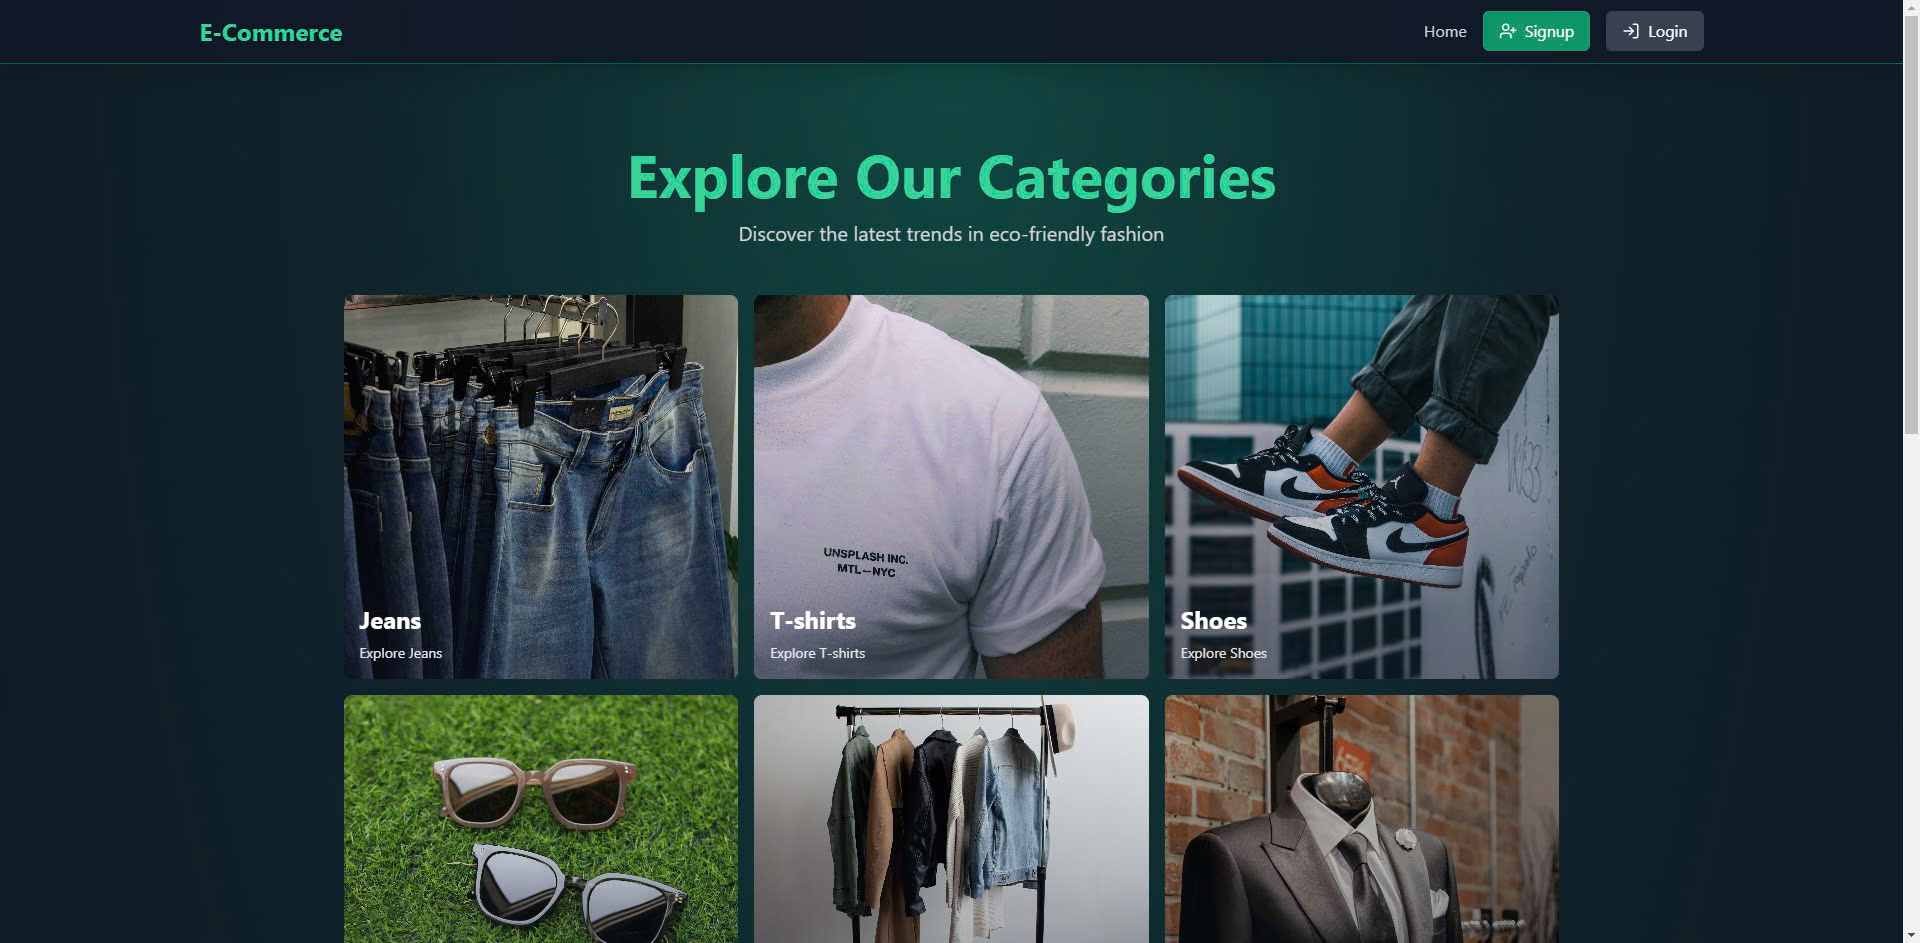 E-Commerce
Home
Signup
Login
Explore Our Categories
Discover the latest trends in eco-friendly fashion
UNSPLASH INC.
MTL—NYC
Jeans
Explore Jeans
T-shirts
Explore T-shirts
Shoes
Explore Shoes